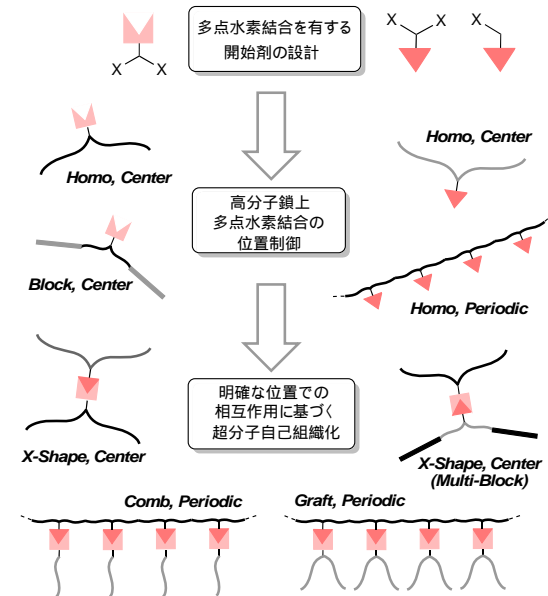 X X
多点水素結合を有する
開始剤の設計
X X
X
Homo, Center
Homo, Center
高分子鎖上
多点水素結合の
位置制御
Block, Center
Homo, Periodic
明確な位置での
相互作用に基づく
超分子自己組織化
X-Shape, Center
X-Shape, Center
(Multi-Block)
Comb, Periodic
Graft, Periodic